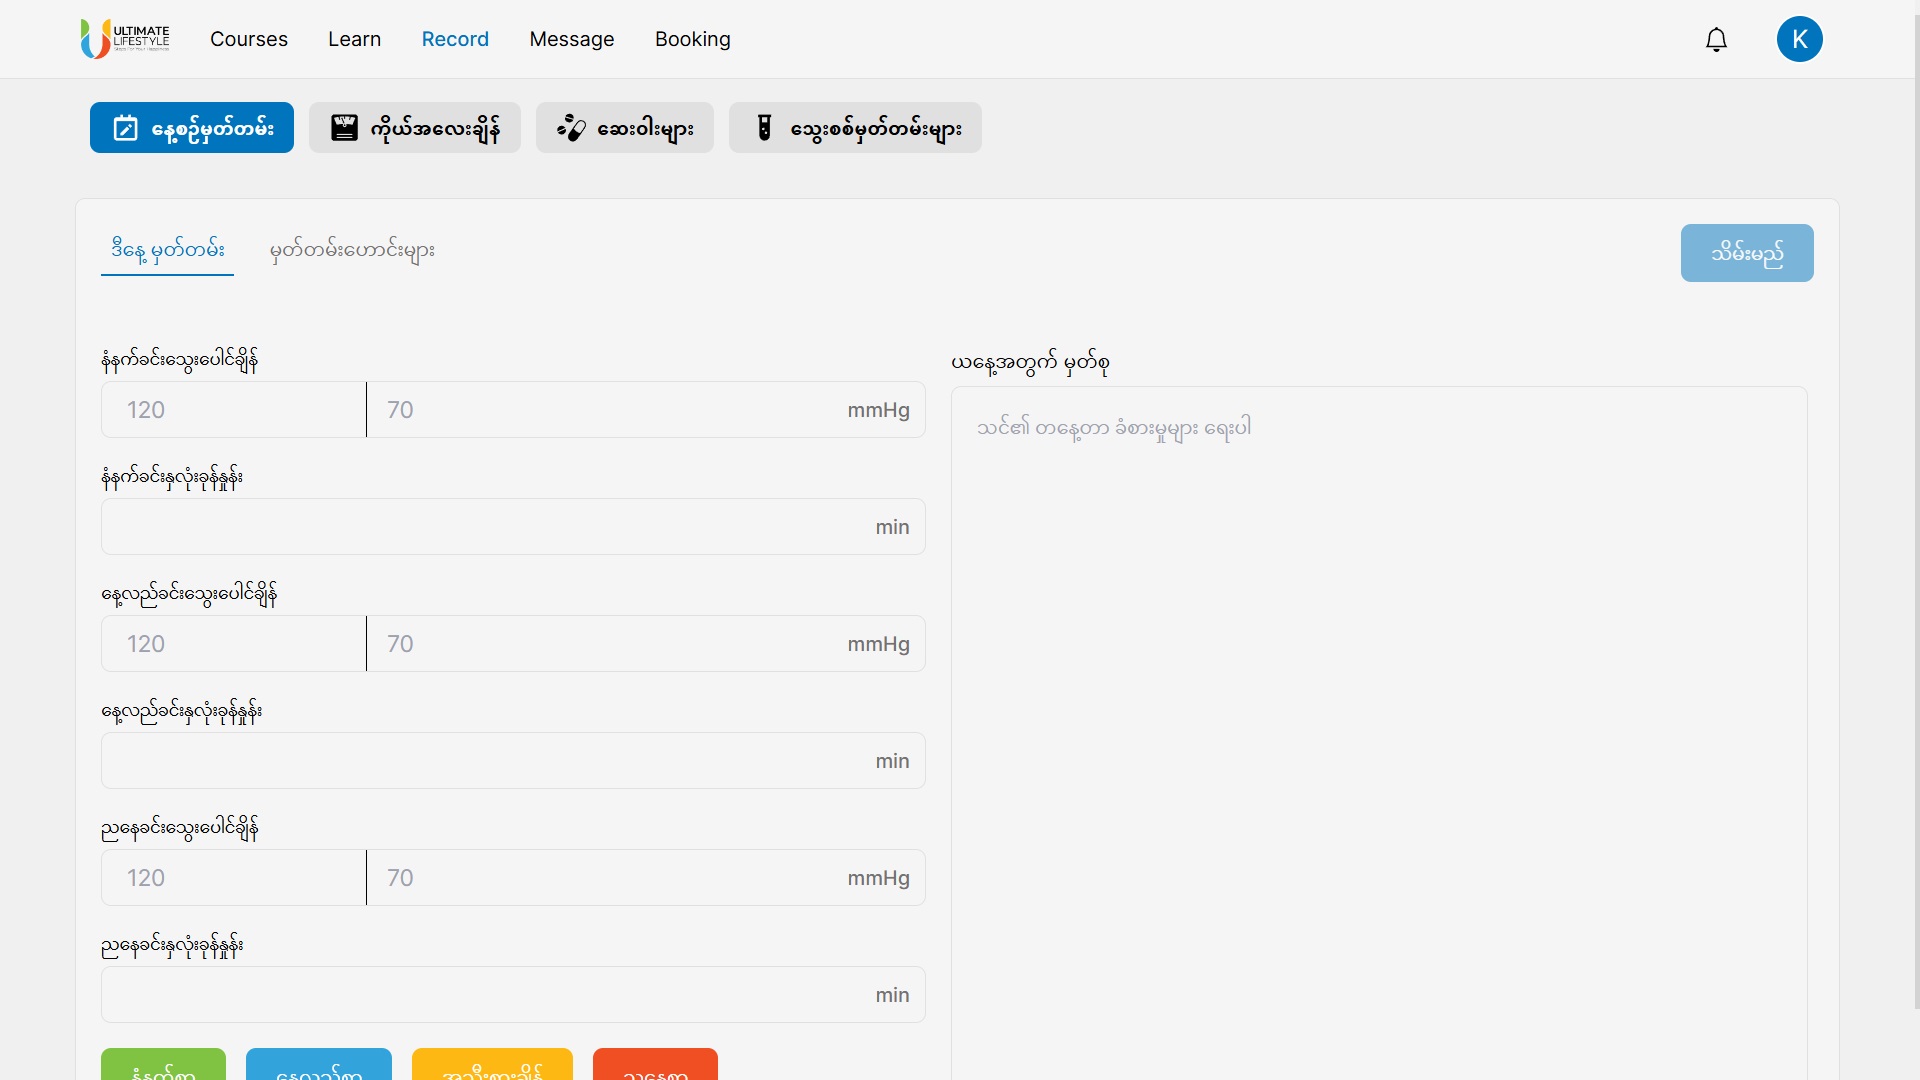 ULTIMATE
LIFESTYLE
Courses
Learn
Record
Message
Booking
K
နေ့စဉ်မှတ်တမ်း
ကိုယ်အလေးချိန်
ဆေးဝါးများ
သွေးစစ်မှတ်တမ်းများ
ဒီနေ့ မှတ်တမ်း
မှတ်တမ်းဟောင်းများ
သိမ်းမည်
နံနက်ခင်းသွေးပေါင်ချိန်
120
70
mmHg
နံနက်ခင်းနှလုံးခုန်နှုန်း
min
နေ့လည်ခင်းသွေးပေါင်ချိန်
120
70
mmHg
နေ့လည်ခင်းနှလုံးခုန်နှုန်း
min
ညနေခင်းသွေးပေါင်ချိန်
120
70
mmHg
ညနေခင်းနှလုံးခုန်နှုန်း
min
ယနေ့အတွက် မှတ်စု
သင်၏ တနေ့တာ ခံစားမှုများ ရေးပါ